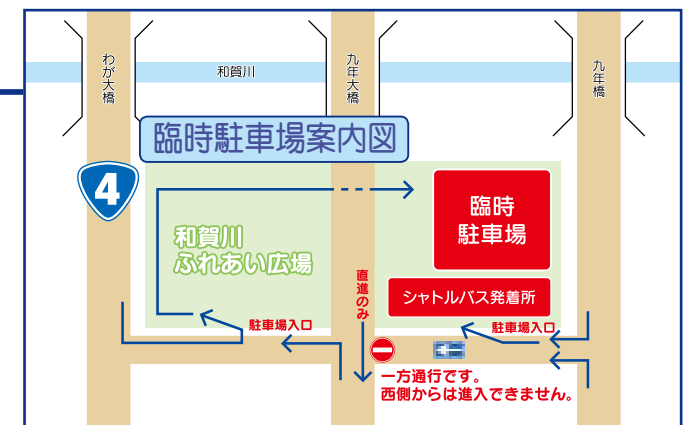 わが大橋
和賀川
九年大橋
九年橋
臨時駐車場案内図
4
和賀川
ふれあい広場
臨時
駐車場
シャトルバス発着所
直進のみ
駐車場入口
駐車場入口
一方通行です。
西側からは進入できません。